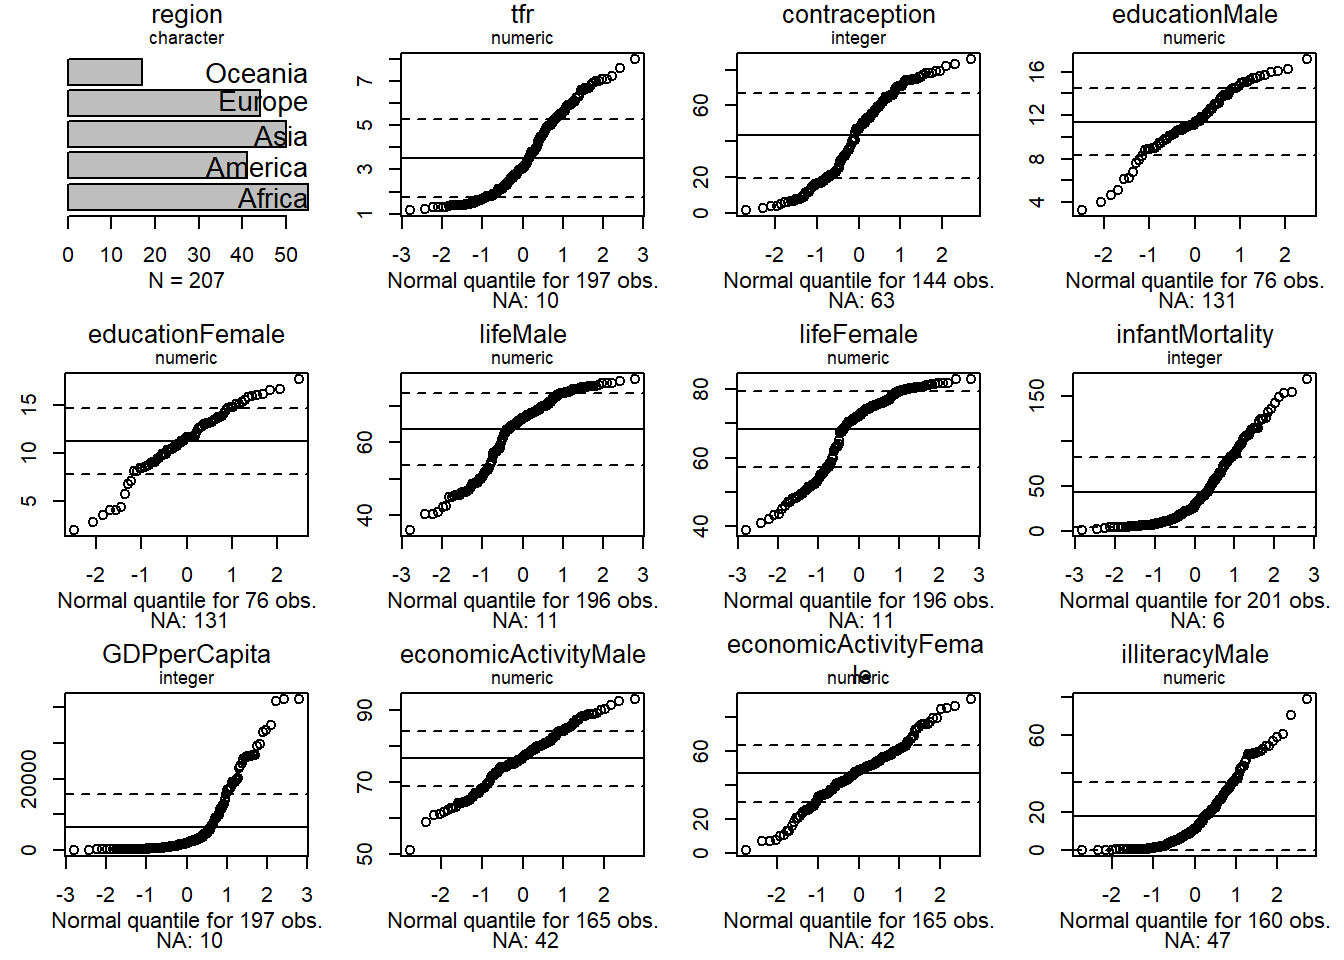 region
character
Oceania
Europe
Asia
America
Africa
0 10 20 30 40 50
N = 207
tfr
numeric
7
5
3
1
-3 -2 -1 0 1 2 3
Normal quantile for 197 obs.
NA: 10
contraception
integer
60
20
0
-2 -1 0 1 2
Normal quantile for 144 obs.
NA: 63
educationMale
numeric
16
12
8
4
-2 -1 0 1 2
Normal quantile for 76 obs.
NA: 131
educationFemale
numeric
15
10
5
-2 -1 0 1 2
Normal quantile for 76 obs.
NA: 131
lifeMale
numeric
60
40
-3 -2 -1 0 1 2 3
Normal quantile for 196 obs.
NA: 11
lifeFemale
numeric
80
60
40
-3 -2 -1 0 1 2 3
Normal quantile for 196 obs.
NA: 11
infantMortality
integer
150
50
0
-3 -2 -1 0 1 2 3
Normal quantile for 201 obs.
NA: 6
GDPperCapita
integer
20000
0
-3 -2 -1 0 1 2 3
Normal quantile for 197 obs.
NA: 10
economicActivityMale
numeric
90
70
50
-2 -1 0 1 2
Normal quantile for 165 obs.
NA: 42
economicActivityFema
le
numeric
60
20
0
-2 -1 0 1 2
Normal quantile for 165 obs.
NA: 42
illiteracyMale
numeric
60
20
0
-2 -1 0 1 2
Normal quantile for 160 obs.
NA: 47